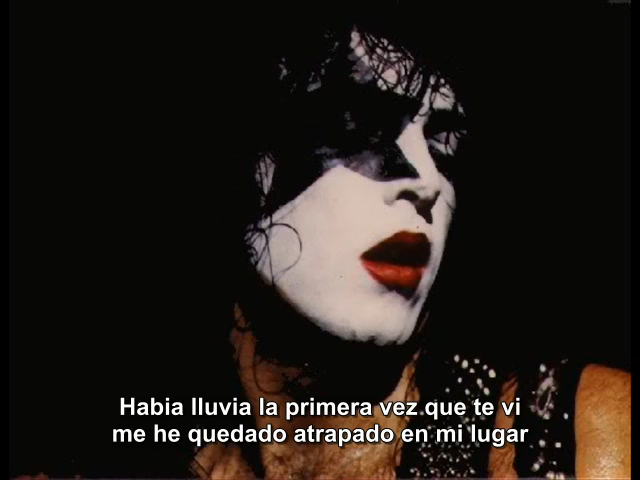 Habia lluvia la primera vez que te vi
me he quedado atrapado en mi lugar